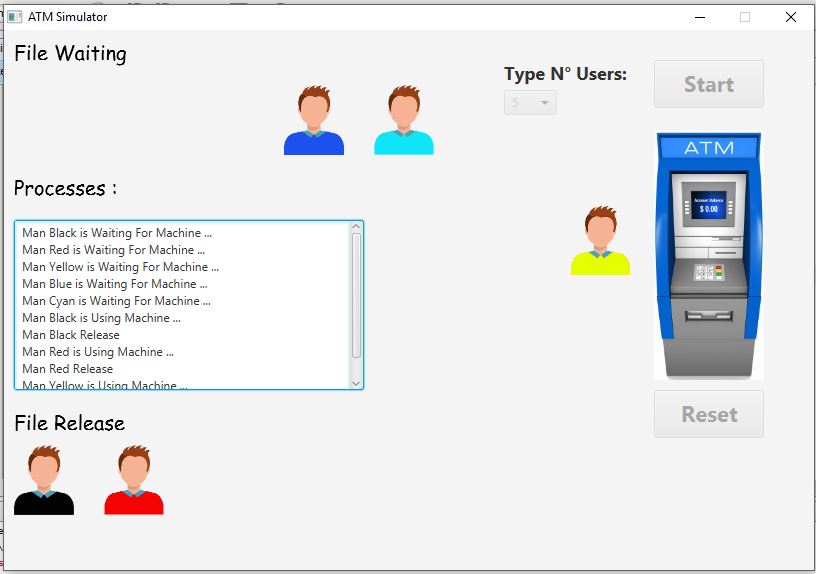 ATM Simulator
File Waiting
Type N° Users:
5
Start
ATM
Account Balance
$ 0.00
Processes :
Man Black is Waiting For Machine ...
Man Red is Waiting For Machine ...
Man Yellow is Waiting For Machine ...
Man Blue is Waiting For Machine ...
Man Cyan is Waiting For Machine ...
Man Black is Using Machine ...
Man Black Release
Man Red is Using Machine ...
Man Red Release
Man Yellow is Using Machine ...
Reset
File Release